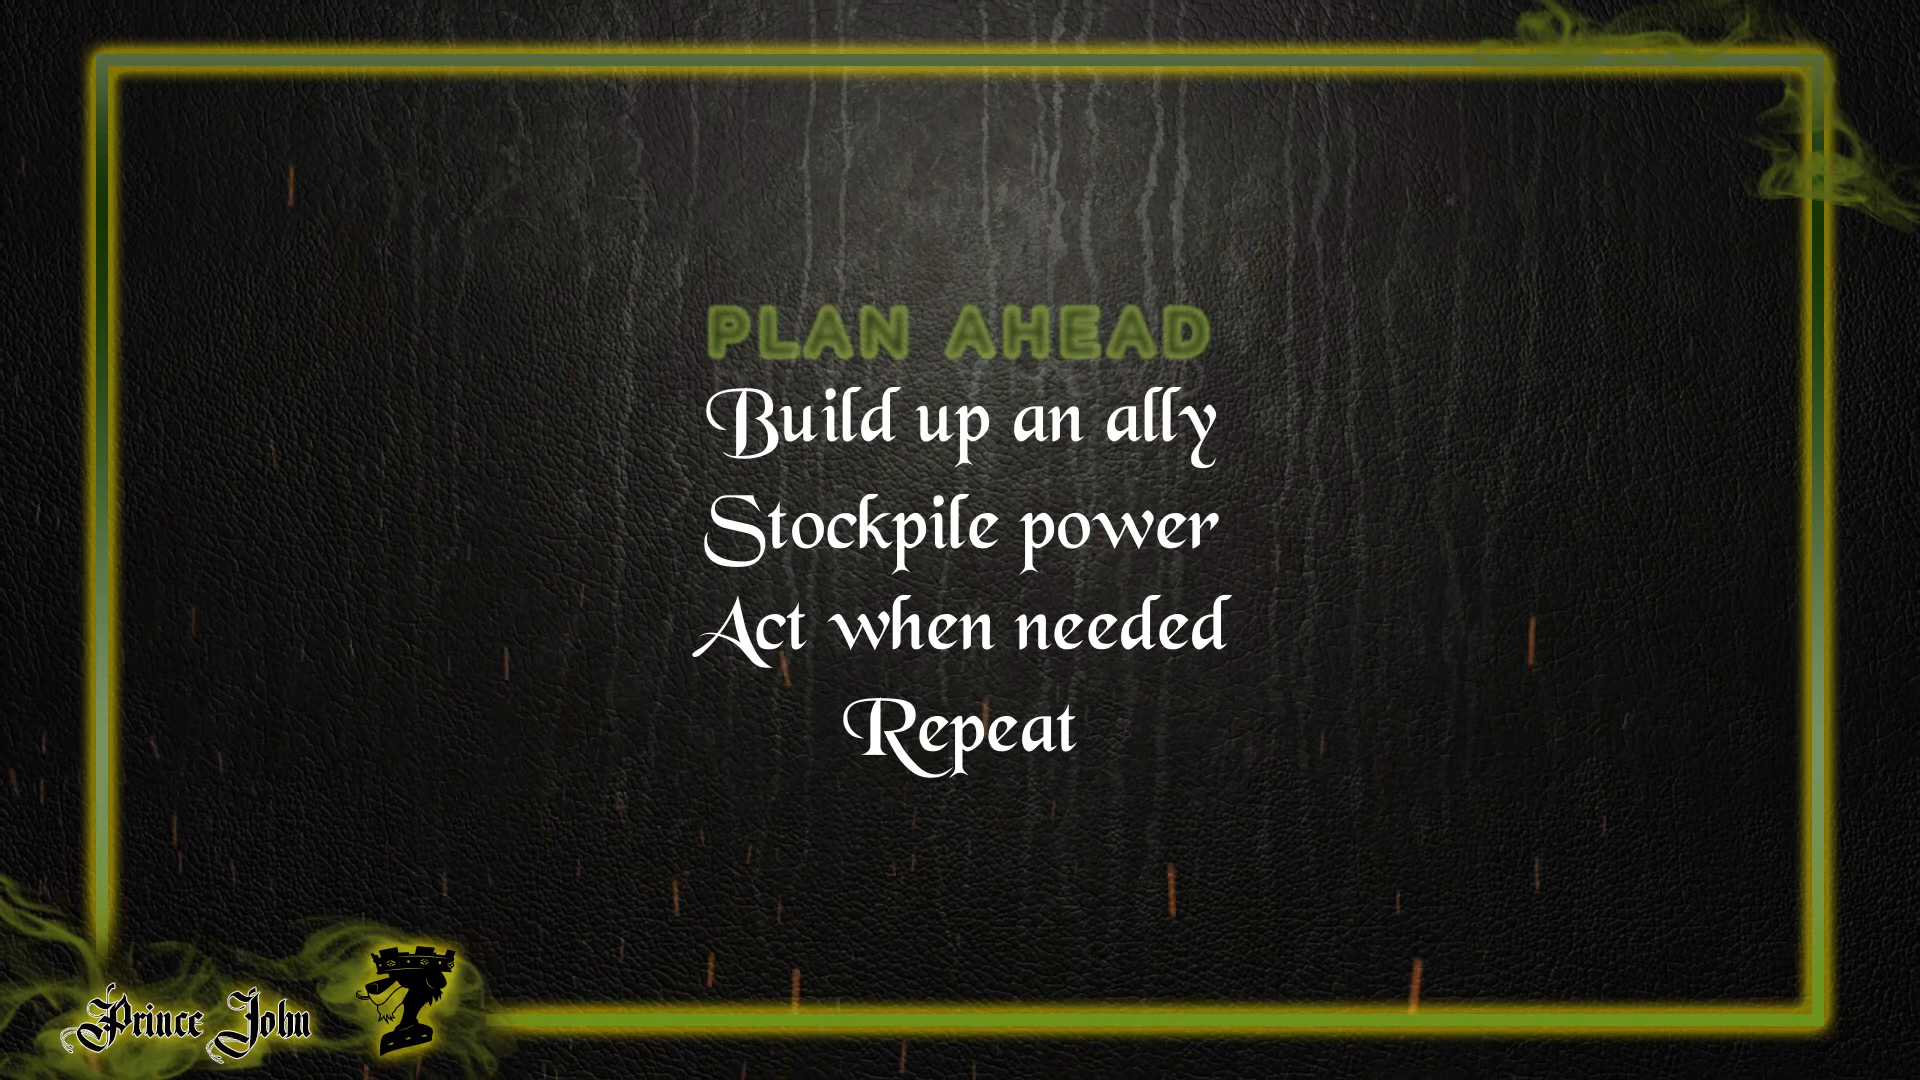 PLAN AHEAD
Build up an ally
Stockpile power
Act when needed
Repeat
Prince John